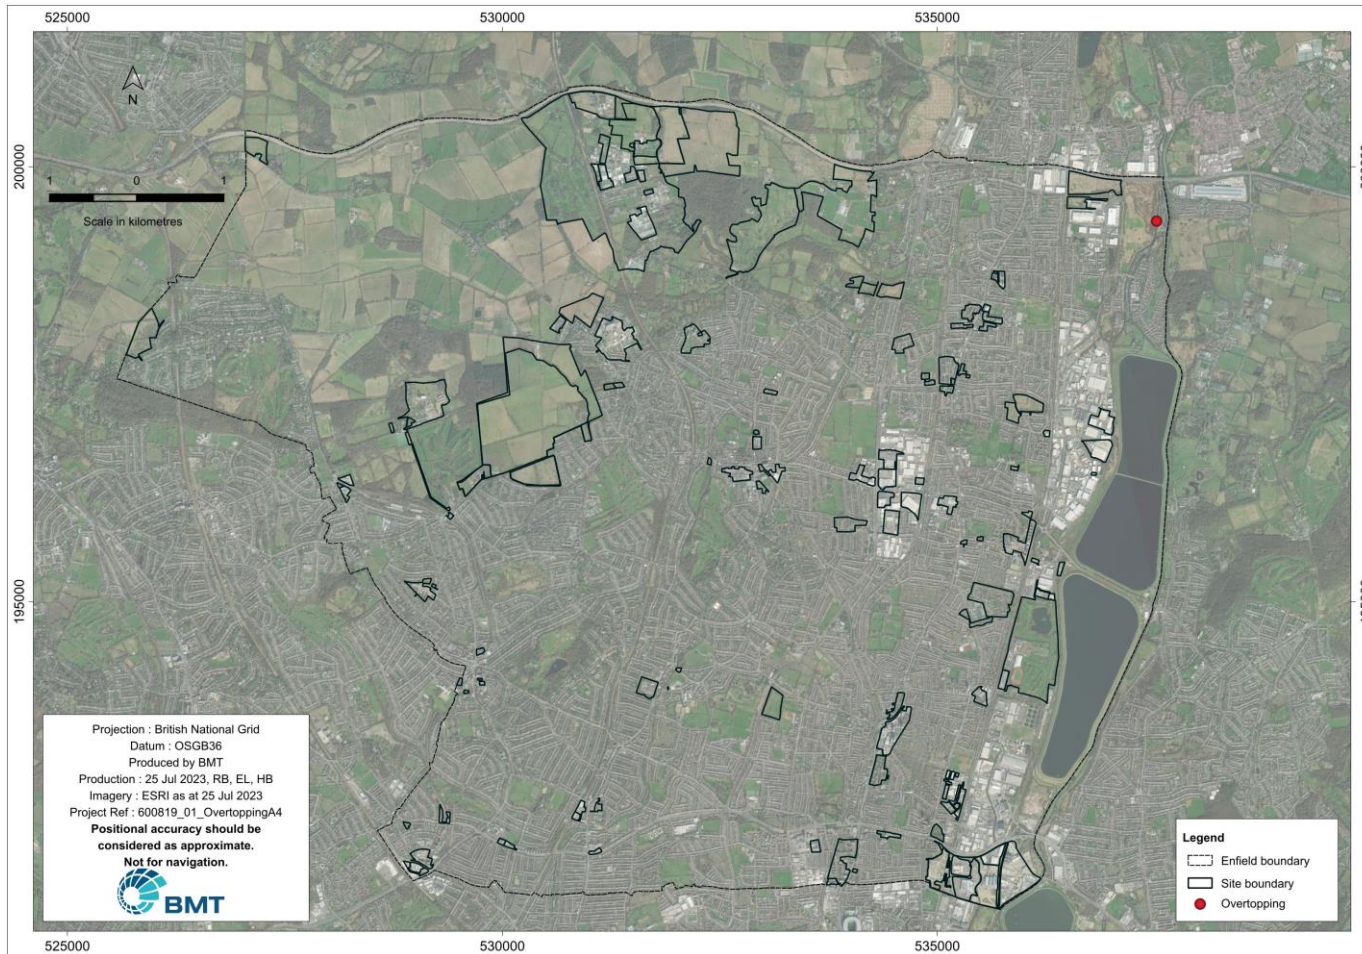 525000
530000
535000
N
200000
1
0
1
Scale in kilometres
195000
Projection : British National Grid
Datum : OSGB36
Produced by BMT
Production : 25 Jul 2023, RB, EL, HB
Imagery : ESRI as at 25 Jul 2023
Project Ref : 600819_01_OvertoppingA4
Positional accuracy should be
considered as approximate.
Not for navigation.
BMT
Legend
Enfield boundary
Site boundary
Overtopping
525000
530000
535000